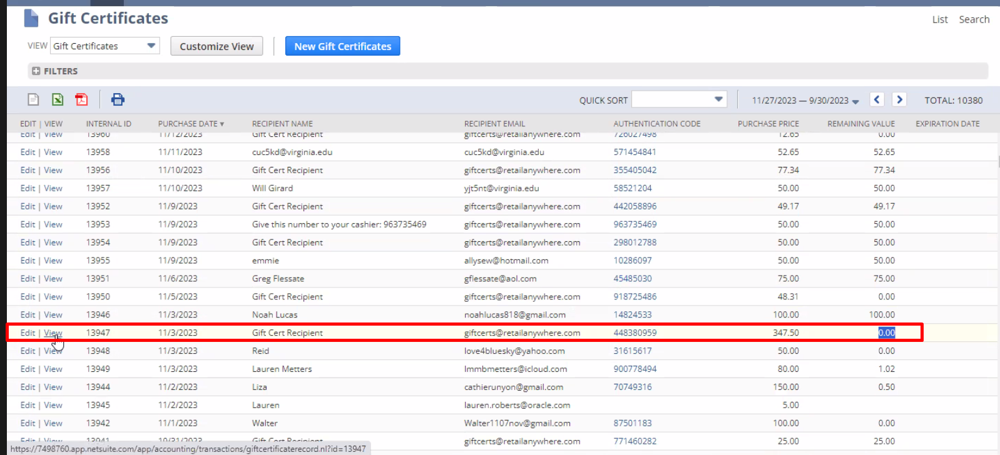 Gift Certificates
List Search
VIEW Gift Certificates Customize View New Gift Certificates
FILTERS
QUICK SORT 11/27/2023 — 9/30/2023 TOTAL: 10380
EDIT | VIEW INTERNAL ID PURCHASE DATE ▼ RECIPIENT NAME RECIPIENT EMAIL AUTHENTICATION CODE PURCHASE PRICE REMAINING VALUE EXPIRATION DATE
Edit | View 13960 11/12/2023 Gift Cert Recipient giftcerts@retailanywhere.com 726027498 12.65 0.00
Edit | View 13958 11/11/2023 cuc5kd@virginia.edu cuc5kd@virginia.edu 571454841 52.65 52.65
Edit | View 13956 11/10/2023 Gift Cert Recipient giftcerts@retailanywhere.com 355405042 77.34 77.34
Edit | View 13957 11/10/2023 Will Girard yjt5nt@virginia.edu 58521204 50.00 50.00
Edit | View 13952 11/9/2023 Gift Cert Recipient giftcerts@retailanywhere.com 442058896 49.17 49.17
Edit | View 13953 11/9/2023 Give this number to your cashier: 963735469 giftcerts@retailanywhere.com 963735469 50.00 50.00
Edit | View 13954 11/9/2023 Gift Cert Recipient giftcerts@retailanywhere.com 298012788 50.00 50.00
Edit | View 13955 11/9/2023 emmie allysew@hotmail.com 10286097 50.00 50.00
Edit | View 13951 11/6/2023 Greg Flessate gflessate@aol.com 45485030 75.00 75.00
Edit | View 13950 11/5/2023 Gift Cert Recipient giftcerts@retailanywhere.com 918725486 48.31 0.00
Edit | View 13946 11/3/2023 Noah Lucas noahlucas818@gmail.com 14824533 100.00 100.00
Edit | View 13947 11/3/2023 Gift Cert Recipient giftcerts@retailanywhere.com 448380959 347.50 0.00
Edit | View 13948 11/3/2023 Reid love4bluesky@yahoo.com 31615617 50.00 0.00
Edit | View 13949 11/3/2023 Lauren Metters lmmbmetters@icloud.com 900778494 80.00 1.02
Edit | View 13944 11/2/2023 Liza cathierunyon@gmail.com 70749316 150.00 0.50
Edit | View 13945 11/2/2023 Lauren lauren.roberts@oracle.com 5.00
Edit | View 13942 11/1/2023 Walter Walter1107nov@gmail.com 87501183 100.00 0.00
Edit | View 13941 10/31/2023 Gift Cert Recipient giftcerts@retailanywhere.com 771460282 25.00 25.00
https://7498760.app.netsuite.com/app/accounting/transactions/giftcertificaterecord.nl?id=13947